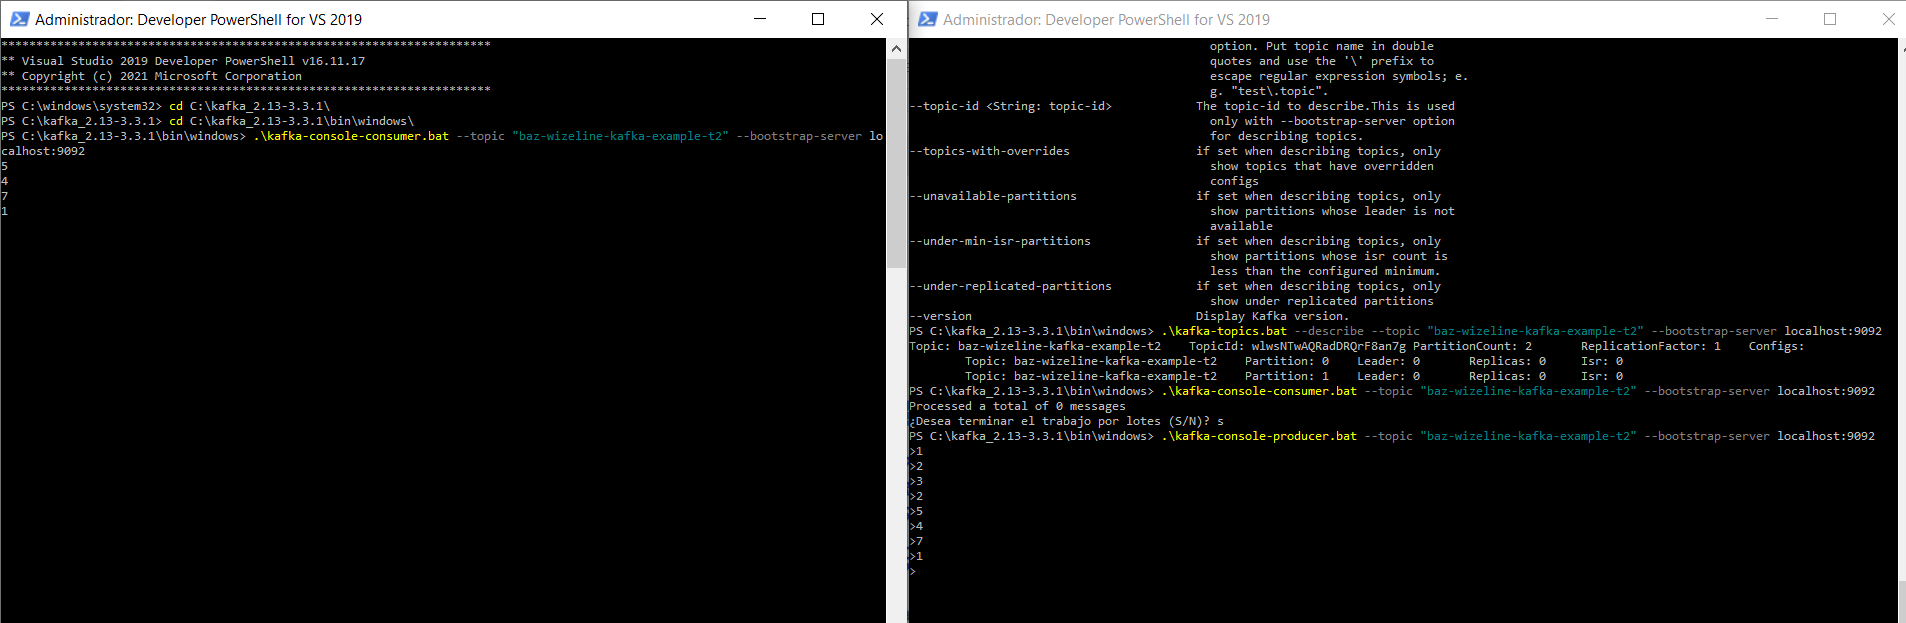 Administrador: Developer PowerShell for VS 2019
**********************************************************************
** Visual Studio 2019 Developer PowerShell v16.11.17
** Copyright (c) 2021 Microsoft Corporation
**********************************************************************
PS C:\windows\system32> cd C:\kafka_2.13-3.3.1\
PS C:\kafka_2.13-3.3.1> cd C:\kafka_2.13-3.3.1\bin\windows\
PS C:\kafka_2.13-3.3.1\bin\windows> .\kafka-console-consumer.bat --topic "baz-wizeline-kafka-example-t2" --bootstrap-server lo
calhost:9092
5
4
7
1
Administrador: Developer PowerShell for VS 2019
option. Put topic name in double
quotes and use the '\' prefix to
escape regular expression symbols; e.
g. "test\.topic".
--topic-id <String: topic-id> The topic-id to describe.This is used
only with --bootstrap-server option
for describing topics.
--topics-with-overrides if set when describing topics, only
show topics that have overridden
configs
--unavailable-partitions if set when describing topics, only
show partitions whose leader is not
available
--under-min-isr-partitions if set when describing topics, only
show partitions whose isr count is
less than the configured minimum.
--under-replicated-partitions if set when describing topics, only
show under replicated partitions
--version Display Kafka version.
PS C:\kafka_2.13-3.3.1\bin\windows> .\kafka-topics.bat --describe --topic "baz-wizeline-kafka-example-t2" --bootstrap-server localhost:9092
Topic: baz-wizeline-kafka-example-t2 TopicId: wlwsNTwAQRadDRQrF8an7g PartitionCount: 2 ReplicationFactor: 1 Configs:
Topic: baz-wizeline-kafka-example-t2 Partition: 0 Leader: 0 Replicas: 0 Isr: 0
Topic: baz-wizeline-kafka-example-t2 Partition: 1 Leader: 0 Replicas: 0 Isr: 0
PS C:\kafka_2.13-3.3.1\bin\windows> .\kafka-console-consumer.bat --topic "baz-wizeline-kafka-example-t2" --bootstrap-server localhost:9092
Processed a total of 0 messages
¿Desea terminar el trabajo por lotes (S/N)? s
PS C:\kafka_2.13-3.3.1\bin\windows> .\kafka-console-producer.bat --topic "baz-wizeline-kafka-example-t2" --bootstrap-server localhost:9092
>1
>2
>3
>2
>5
>4
>7
>1
>